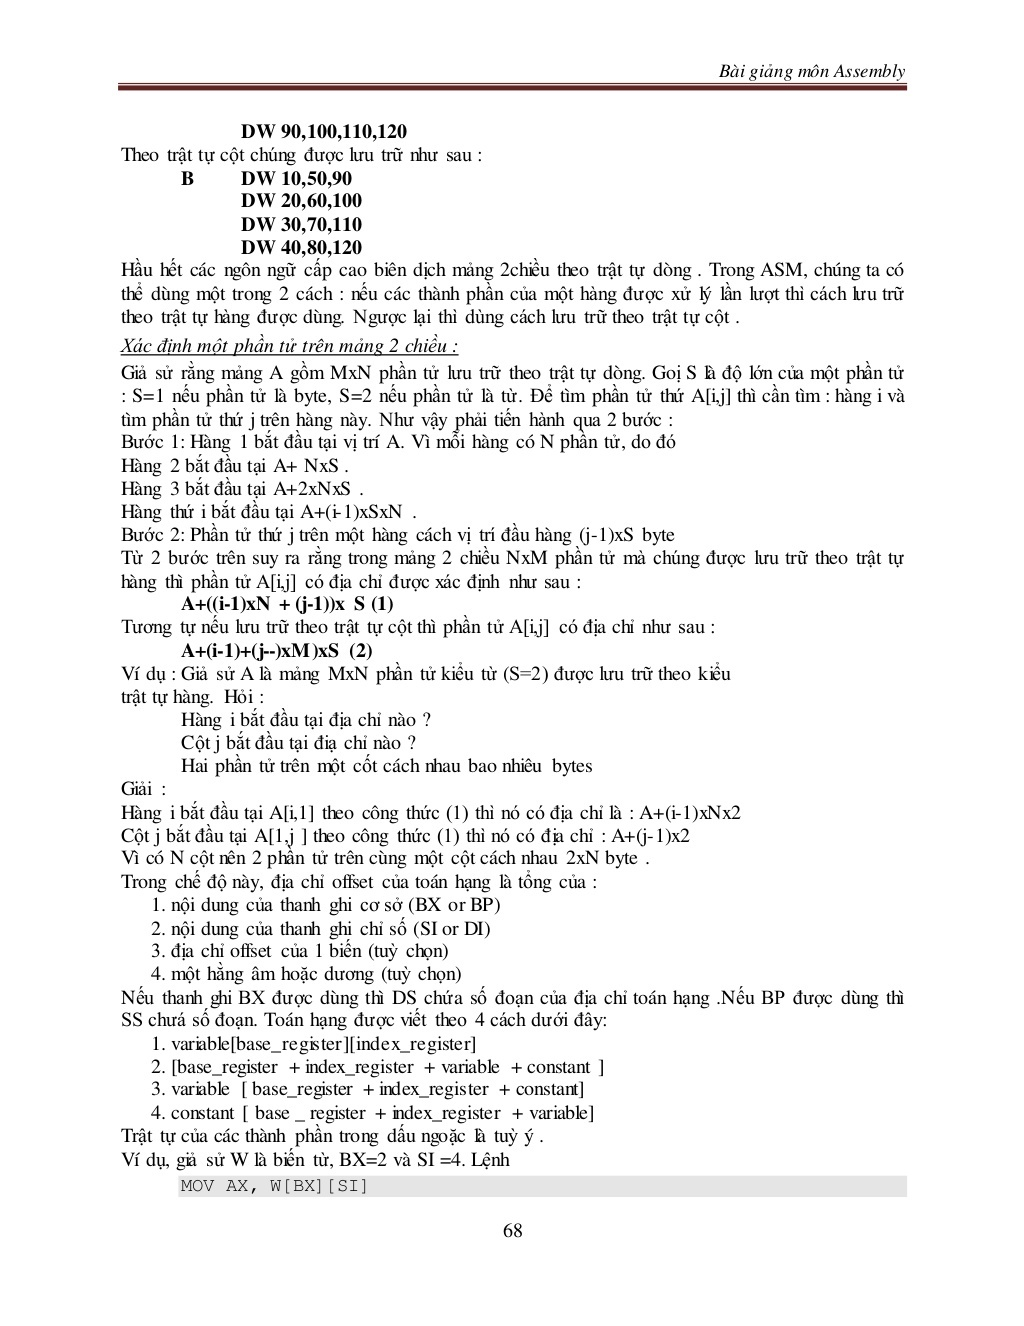 Bài giảng môn Assembly
DW 90,100,110,120
Theo trật tự cột chúng được lưu trữ như sau :
B DW 10,50,90
DW 20,60,100
DW 30,70,110
DW 40,80,120
Hầu hết các ngôn ngữ cấp cao biên dịch mảng 2chiều theo trật tự dòng . Trong ASM, chúng ta có
thể dùng một trong 2 cách : nếu các thành phần của một hàng được xử lý lần lượt thì cách lưu trữ
theo trật tự hàng được dùng. Ngược lại thì dùng cách lưu trữ theo trật tự cột .
Xác định một phần tử trên mảng 2 chiều :
Giả sử rằng mảng A gồm MxN phần tử lưu trữ theo trật tự dòng. Goị S là độ lớn của một phần tử
: S=1 nếu phần tử là byte, S=2 nếu phần tử là từ. Để tìm phần tử thứ A[i,j] thì cần tìm : hàng i và
tìm phần tử thứ j trên hàng này. Như vậy phải tiến hành qua 2 bước :
Bước 1: Hàng 1 bắt đầu tại vị trí A. Vì mỗi hàng có N phần tử, do đó
Hàng 2 bắt đầu tại A+ NxS .
Hàng 3 bắt đầu tại A+2xNxS .
Hàng thứ i bắt đầu tại A+(i-1)xSxN .
Bước 2: Phần tử thứ j trên một hàng cách vị trí đầu hàng (j-1)xS byte
Từ 2 bước trên suy ra rằng trong mảng 2 chiều NxM phần tử mà chúng được lưu trữ theo trật tự
hàng thì phần tử A[i,j] có địa chỉ được xác định như sau :
A+((i-1)xN + (j-1))x S (1)
Tương tự nếu lưu trữ theo trật tự cột thì phần tử A[i,j] có địa chỉ như sau :
A+(i-1)+(j--)xM)xS (2)
Ví dụ : Giả sử A là mảng MxN phần tử kiểu từ (S=2) được lưu trữ theo kiểu
trật tự hàng. Hỏi :
Hàng i bắt đầu tại địa chỉ nào ?
Cột j bắt đầu tại điạ chỉ nào ?
Hai phần tử trên một cốt cách nhau bao nhiêu bytes
Giải :
Hàng i bắt đầu tại A[i,1] theo công thức (1) thì nó có địa chỉ là : A+(i-1)xNx2
Cột j bắt đầu tại A[1,j ] theo công thức (1) thì nó có địa chỉ : A+(j-1)x2
Vì có N cột nên 2 phần tử trên cùng một cột cách nhau 2xN byte .
Trong chế độ này, địa chỉ offset của toán hạng là tổng của :
1. nội dung của thanh ghi cơ sở (BX or BP)
2. nội dung của thanh ghi chỉ số (SI or DI)
3. địa chỉ offset của 1 biến (tuỳ chọn)
4. một hằng âm hoặc dương (tuỳ chọn)
Nếu thanh ghi BX được dùng thì DS chứa số đoạn của địa chỉ toán hạng .Nếu BP được dùng thì
SS chưá số đoạn. Toán hạng được viết theo 4 cách dưới đây:
1. variable[base_register][index_register]
2. [base_register + index_register + variable + constant ]
3. variable [ base_register + index_register + constant]
4. constant [ base _ register + index_register + variable]
Trật tự của các thành phần trong dấu ngoặc là tuỳ ý .
Ví dụ, giả sử W là biến từ, BX=2 và SI =4. Lệnh
MOV AX, W[BX][SI]
68